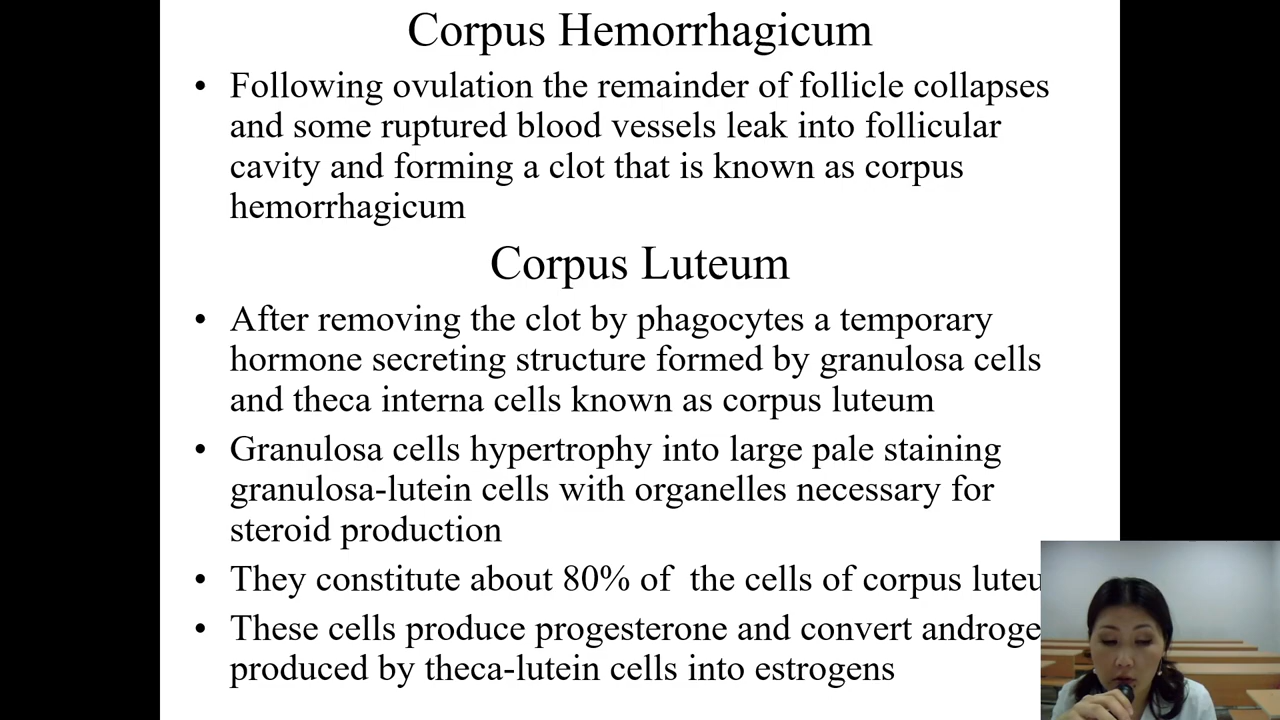 Corpus Hemorrhagicum
• Following ovulation the remainder of follicle collapses
and some ruptured blood vessels leak into follicular
cavity and forming a clot that is known as corpus
hemorrhagicum
Corpus Luteum
• After removing the clot by phagocytes a temporary
hormone secreting structure formed by granulosa cells
and theca interna cells known as corpus luteum
• Granulosa cells hypertrophy into large pale staining
granulosa-lutein cells with organelles necessary for
steroid production
• They constitute about 80% of the cells of corpus luteu
• These cells produce progesterone and convert androge
produced by theca-lutein cells into estrogens